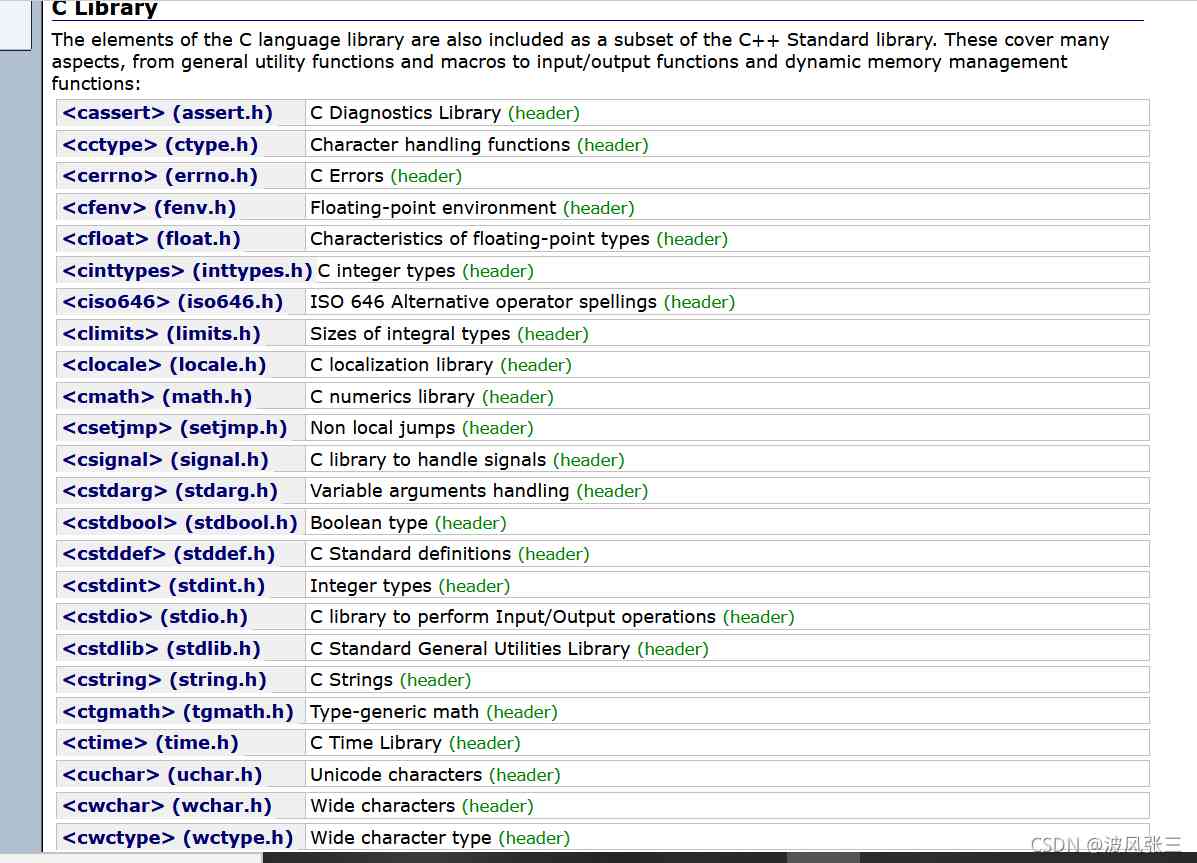 C Library
The elements of the C language library are also included as a subset of the C++ Standard library. These cover many
aspects, from general utility functions and macros to input/output functions and dynamic memory management
functions:
<cassert> (assert.h) C Diagnostics Library (header)
<cctype> (ctype.h) Character handling functions (header)
<cerrno> (errno.h) C Errors (header)
<cfenv> (fenv.h) Floating-point environment (header)
<cfloat> (float.h) Characteristics of floating-point types (header)
<cinttypes> (inttypes.h) C integer types (header)
<ciso646> (iso646.h) ISO 646 Alternative operator spellings (header)
<climits> (limits.h) Sizes of integral types (header)
<clocale> (locale.h) C localization library (header)
<cmath> (math.h) C numerics library (header)
<csetjmp> (setjmp.h) Non local jumps (header)
<csignal> (signal.h) C library to handle signals (header)
<cstdarg> (stdarg.h) Variable arguments handling (header)
<cstdbool> (stdbool.h) Boolean type (header)
<cstddef> (stddef.h) C Standard definitions (header)
<cstdint> (stdint.h) Integer types (header)
<cstdio> (stdio.h) C library to perform Input/Output operations (header)
<cstdlib> (stdlib.h) C Standard General Utilities Library (header)
<cstring> (string.h) C Strings (header)
<ctgmath> (tgmath.h) Type-generic math (header)
<ctime> (time.h) C Time Library (header)
<cuchar> (uchar.h) Unicode characters (header)
<cwchar> (wchar.h) Wide characters (header)
<cwctype> (wctype.h) Wide character type (header)
CSDN @波风张三